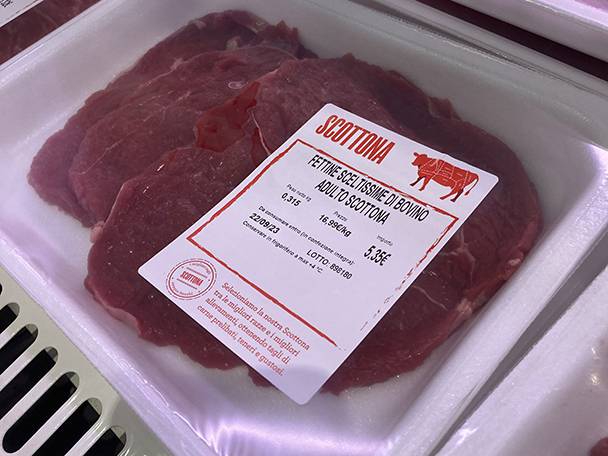 SCOTTONA
FETTINE SCELTISSIME DI BOVINO
ADULTO SCOTTONA
Peso netto kg
Prezzo
Importo
0,315
16,99€/kg
5,35€
Da consumare entro (in confezione integra):
22/09/23
LOTTO: 898180
Conservare in frigorifero a max +4 °C.
SCOTTONA
Selezioniamo la nostra Scottona
tra le migliori razze e i migliori
allevamenti, ottenendo tagli di
carne prelibati, teneri e gustosi.